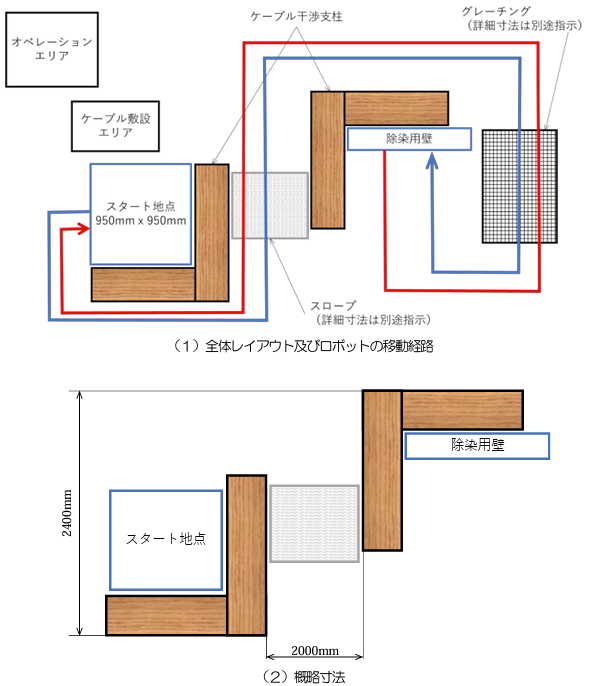 ケーブル干渉支柱
グレーチング
（詳細寸法は別途指示）
オペレーション
エリア
ケーブル敷設
エリア
除染用壁
スタート地点
950mm x 950mm
スロープ
（詳細寸法は別途指示）
（１）全体レイアウト及びロボットの移動経路
除染用壁
2400mm
スタート地点
2000mm
（２）概略寸法